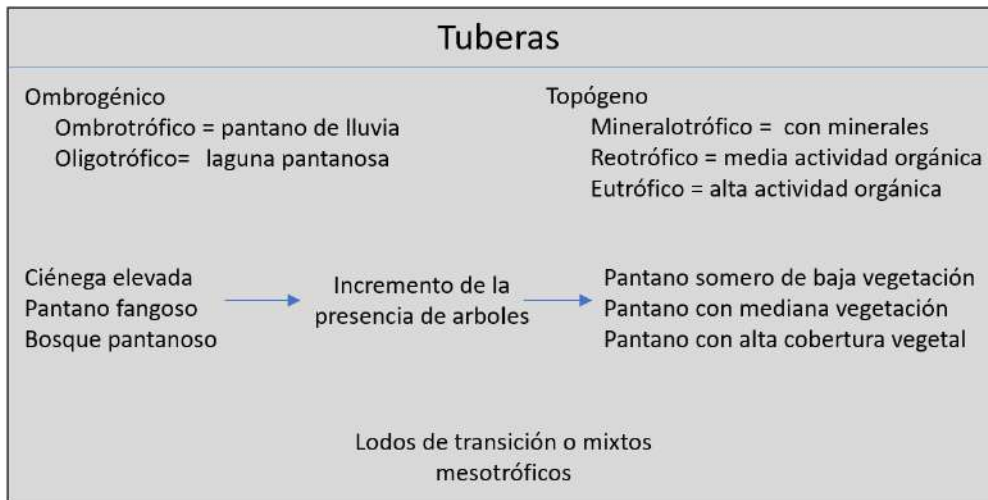 Tuberas
Ombrogénico
Ombrotrófico = pantano de lluvia
Oligotrófico= laguna pantanosa
Topógeno
Mineralotrófico = con minerales
Reotrófico = media actividad orgánica
Eutrófico = alta actividad orgánica
Ciénega elevada
Pantano fangoso
Bosque pantanoso
Incremento de la
presencia de arboles
Pantano somero de baja vegetación
Pantano con mediana vegetación
Pantano con alta cobertura vegetal
Lodos de transición o mixtos
mesotróficos